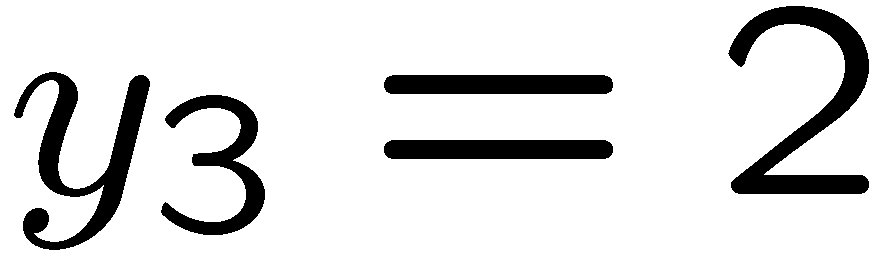 y₃ = 2